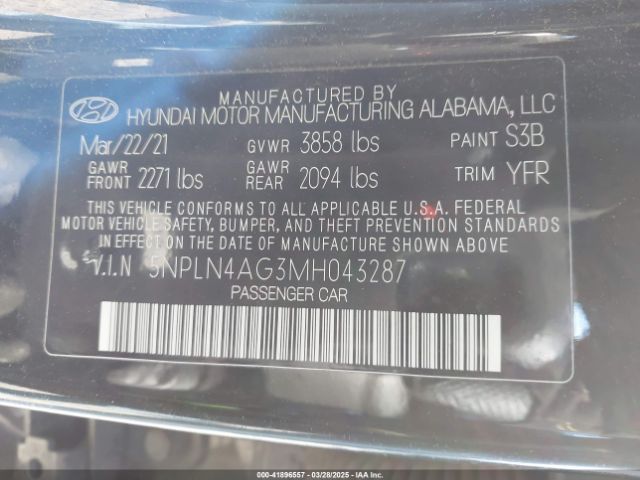 MANUFACTURED BY
HYUNDAI MOTOR MANUFACTURING ALABAMA, LLC
Mar/22/21 GVWR 3858 lbs PAINT S3B
GAWR FRONT 2271 lbs GAWR REAR 2094 lbs TRIM YFR
THIS VEHICLE CONFORMS TO ALL APPLICABLE U.S.A. FEDERAL
MOTOR VEHICLE SAFETY, BUMPER, AND THEFT PREVENTION STANDARDS
IN EFFECT ON THE DATE OF MANUFACTURE SHOWN ABOVE
V.I.N 5NPLN4AG3MH043287
PASSENGER CAR
000-41896557 03/28/2025 IAAI.COM